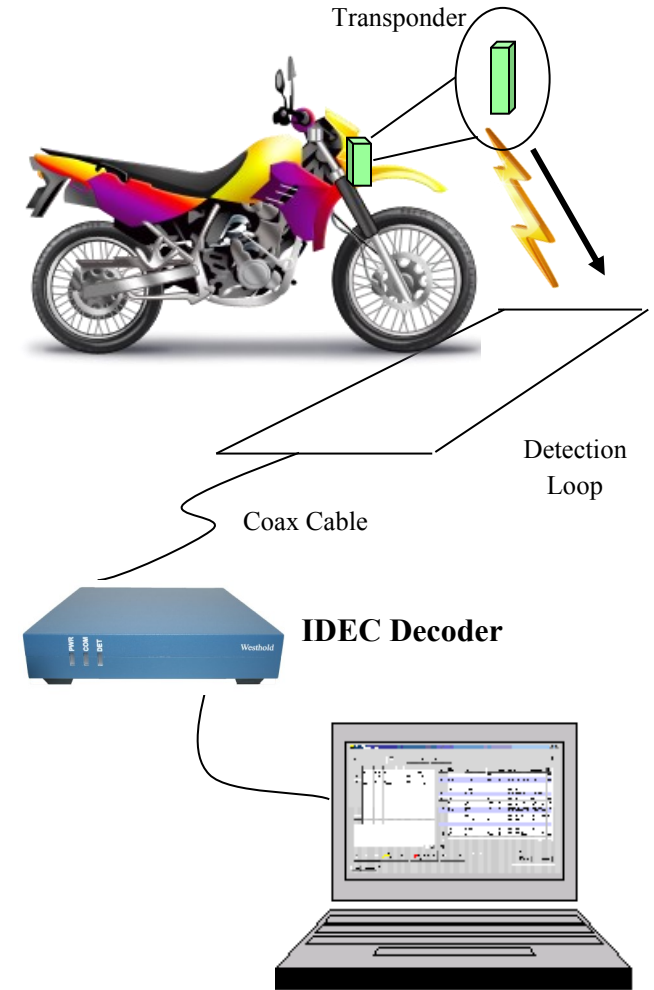 Transponder
Detection
Loop
Coax Cable
IDEC Decoder
PWR
COM
DET
Westhold